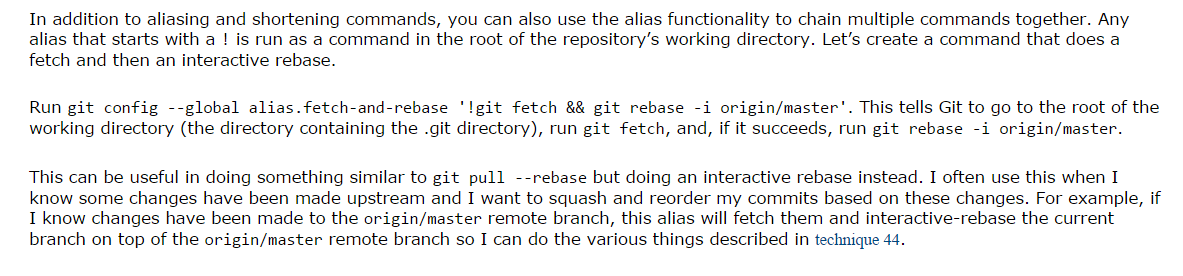 In addition to aliasing and shortening commands, you can also use the alias functionality to chain multiple commands together. Any
alias that starts with a ! is run as a command in the root of the repository's working directory. Let's create a command that does a
fetch and then an interactive rebase.
Run git config --global alias.fetch-and-rebase '!git fetch && git rebase -i origin/master'. This tells Git to go to the root of the
working directory (the directory containing the .git directory), run git fetch, and, if it succeeds, run git rebase -i origin/master.
This can be useful in doing something similar to git pull --rebase but doing an interactive rebase instead. I often use this when I
know some changes have been made upstream and I want to squash and reorder my commits based on these changes. For example, if
I know changes have been made to the origin/master remote branch, this alias will fetch them and interactive-rebase the current
branch on top of the origin/master remote branch so I can do the various things described in technique 44.